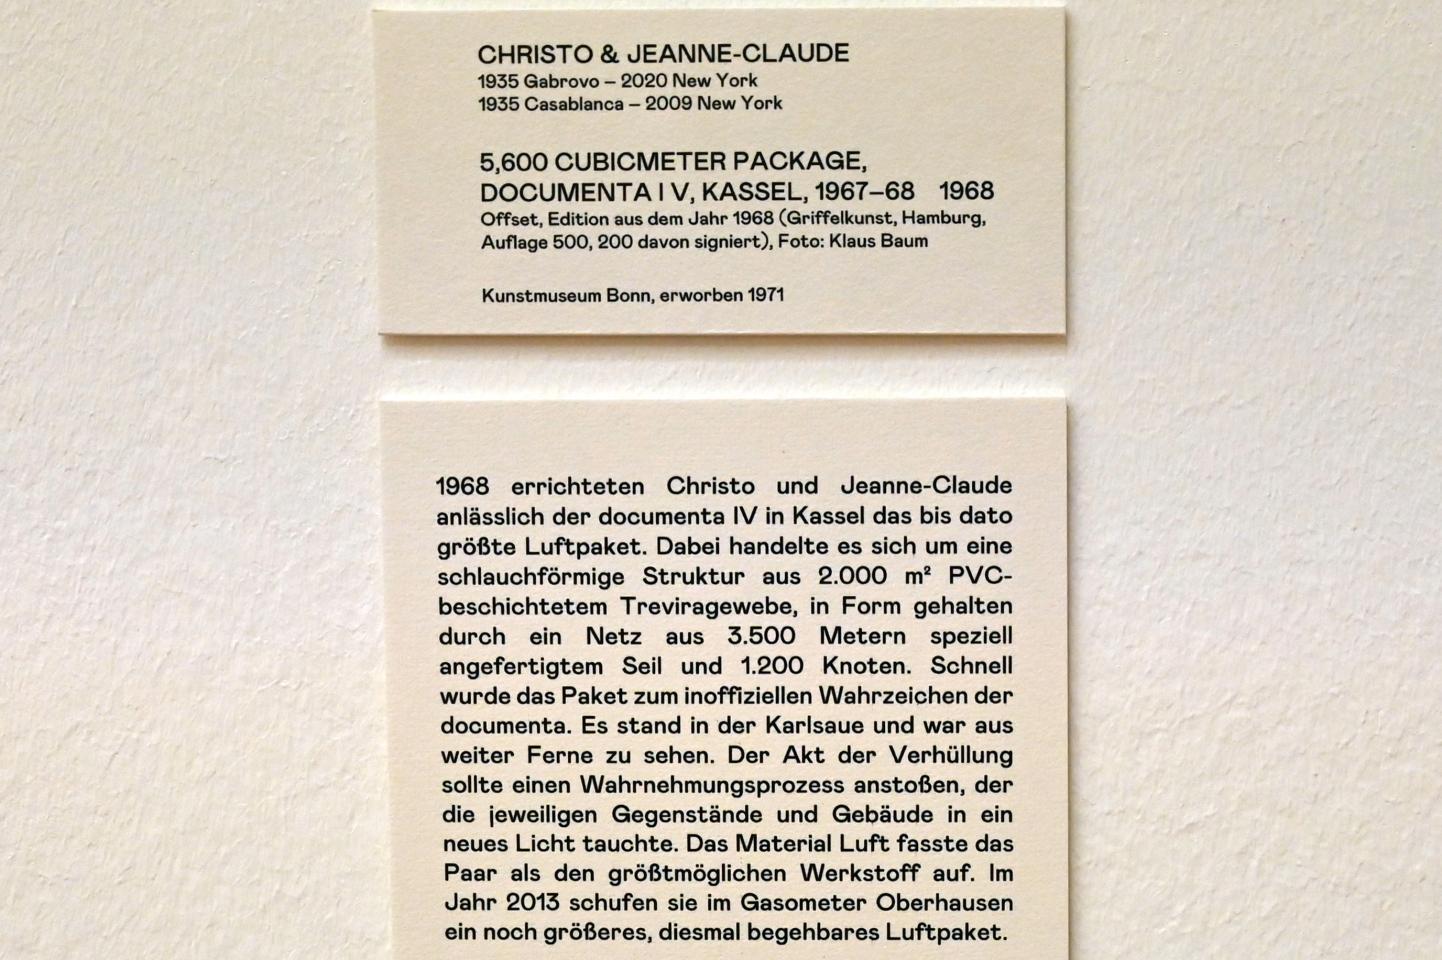 CHRISTO & JEANNE-CLAUDE
1935 Gabrovo – 2020 New York
1935 Casablanca – 2009 New York
5,600 CUBICMETER PACKAGE,
DOCUMENTA I V, KASSEL, 1967–68 1968
Offset, Edition aus dem Jahr 1968 (Griffelkunst, Hamburg,
Auflage 500, 200 davon signiert), Foto: Klaus Baum
Kunstmuseum Bonn, erworben 1971
1968 errichteten Christo und Jeanne-Claude
anlässlich der documenta IV in Kassel das bis dato
größte Luftpaket. Dabei handelte es sich um eine
schlauchförmige Struktur aus 2.000 m² PVC-
beschichtetem Treviragewebe, in Form gehalten
durch ein Netz aus 3.500 Metern speziell
angefertigtem Seil und 1.200 Knoten. Schnell
wurde das Paket zum inoffiziellen Wahrzeichen der
documenta. Es stand in der Karlsaue und war aus
weiter Ferne zu sehen. Der Akt der Verhüllung
sollte einen Wahrnehmungsprozess anstoßen, der
die jeweiligen Gegenstände und Gebäude in ein
neues Licht tauchte. Das Material Luft fasste das
Paar als den größtmöglichen Werkstoff auf. Im
Jahr 2013 schufen sie im Gasometer Oberhausen
ein noch größeres, diesmal begehbares Luftpaket.